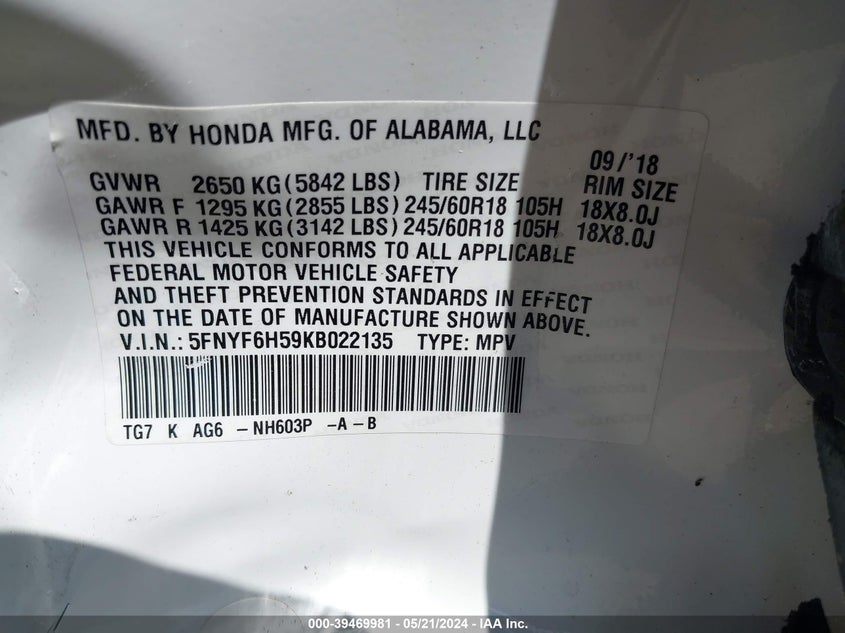 MFD. BY HONDA MFG. OF ALABAMA, LLC
09/'18
GVWR 2650 KG(5842 LBS) TIRE SIZE RIM SIZE
GAWR F 1295 KG(2855 LBS) 245/60R18 105H 18X8.0J
GAWR R 1425 KG(3142 LBS) 245/60R18 105H 18X8.0J
THIS VEHICLE CONFORMS TO ALL APPLICABLE
FEDERAL MOTOR VEHICLE SAFETY
AND THEFT PREVENTION STANDARDS IN EFFECT
ON THE DATE OF MANUFACTURE SHOWN ABOVE.
V.I.N.: 5FNYF6H59KB022135 TYPE: MPV
TG7 K AG6 -NH603P -A-B
000-39469981 - 05/21/2024 - IAA Inc.